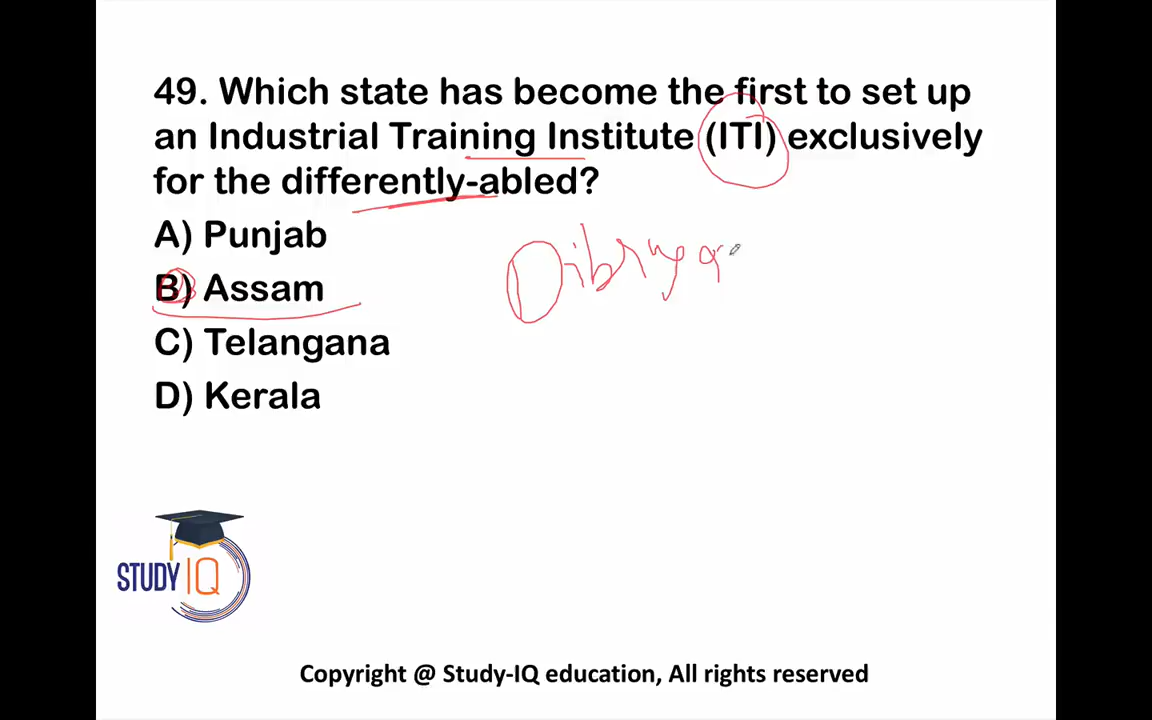 49. Which state has become the first to set up
an Industrial Training Institute (ITI) exclusively
for the differently-abled?
A) Punjab
B) Assam
C) Telangana
D) Kerala
STUDY IQ
Copyright @ Study-IQ education, All rights reserved